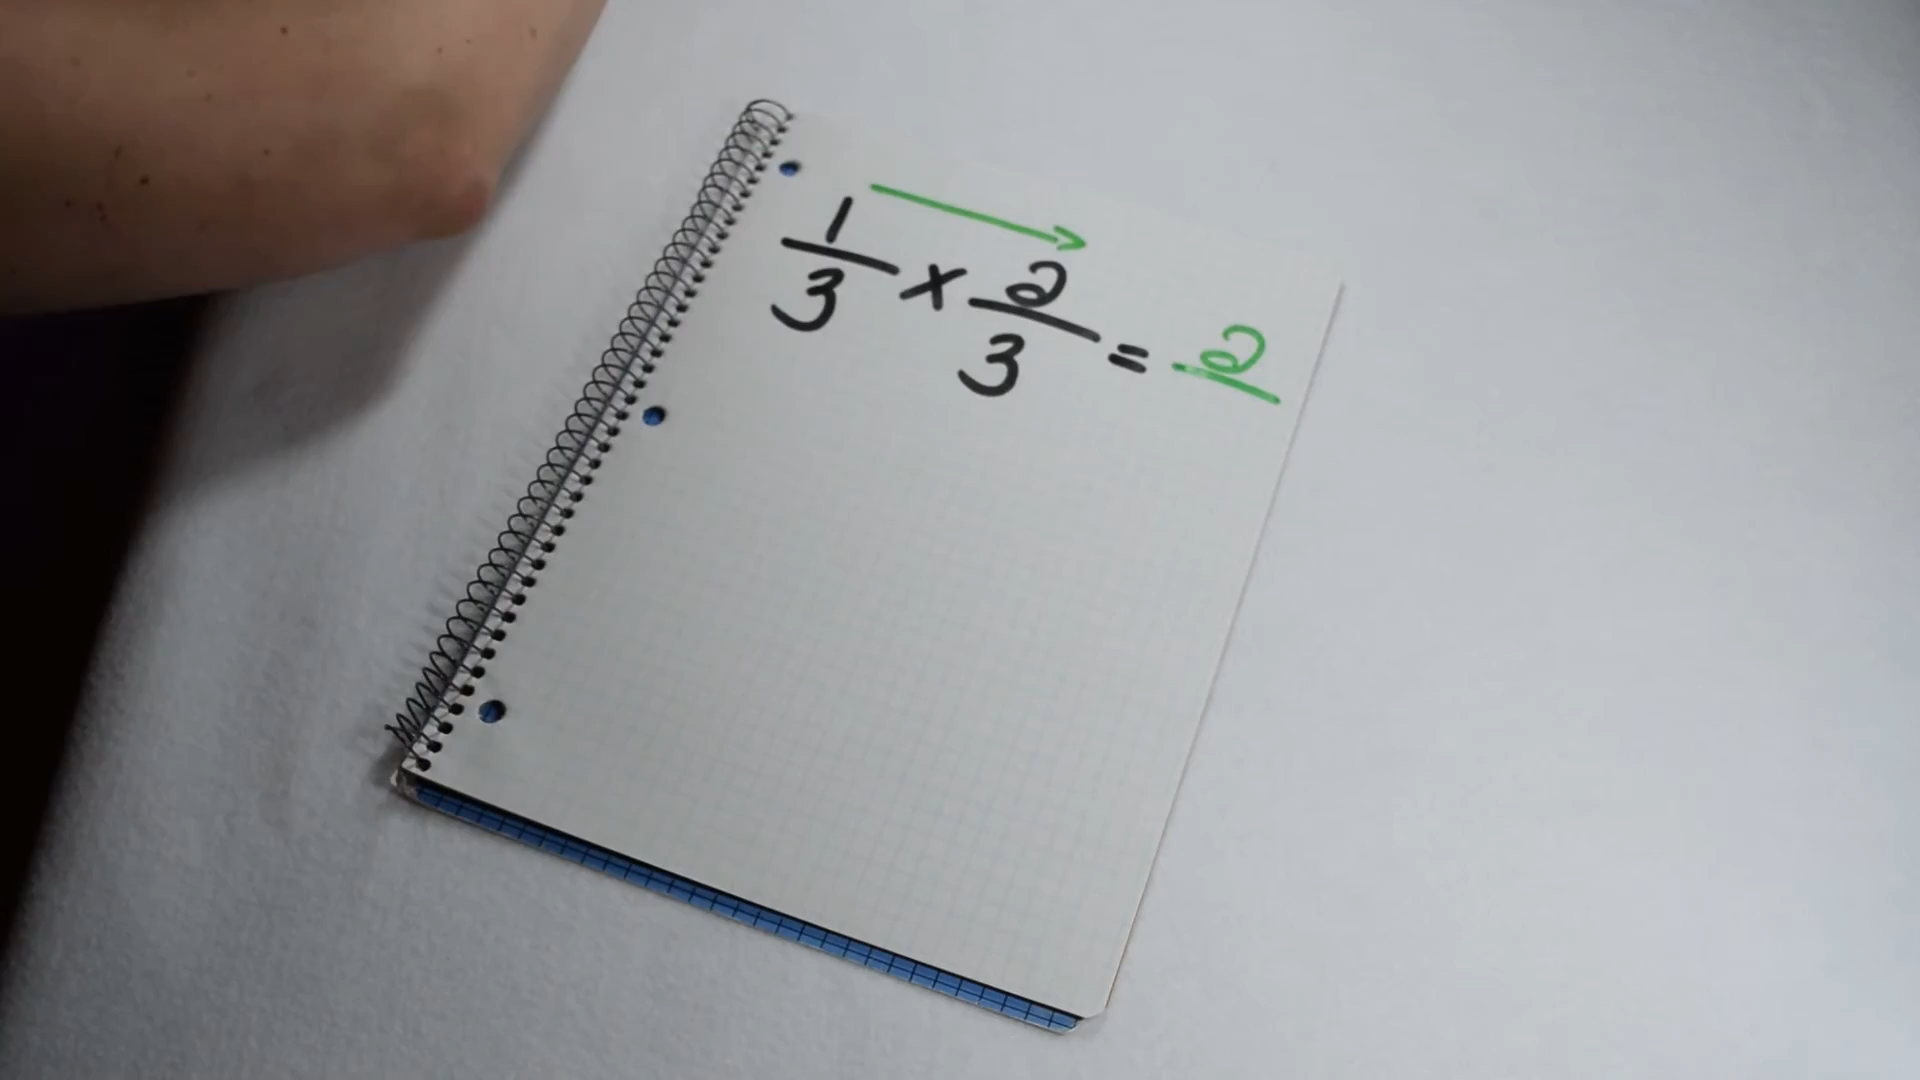 1/3 x 2/3 = 2/